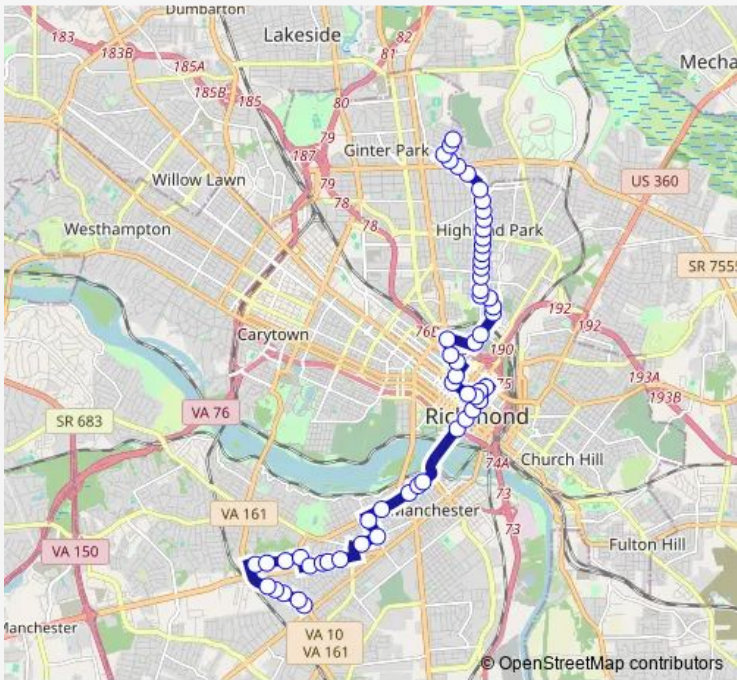 Dumbarton
183
183B
Lakeside
82
81
Mecha
185A
185B
185
80
79
187
Ginter Park
79
Willow Lawn
78
78
US 360
Westhampton
Highland Park
SR 7555
192
192
Carytown
76B
190
75
193A
193B
VA 76
SR 683
Richmond
74A
Church Hill
73
VA 161
Manchester
73
VA 150
Fulton Hill
Manchester
VA 10
VA 161
© OpenStreetMap contributors